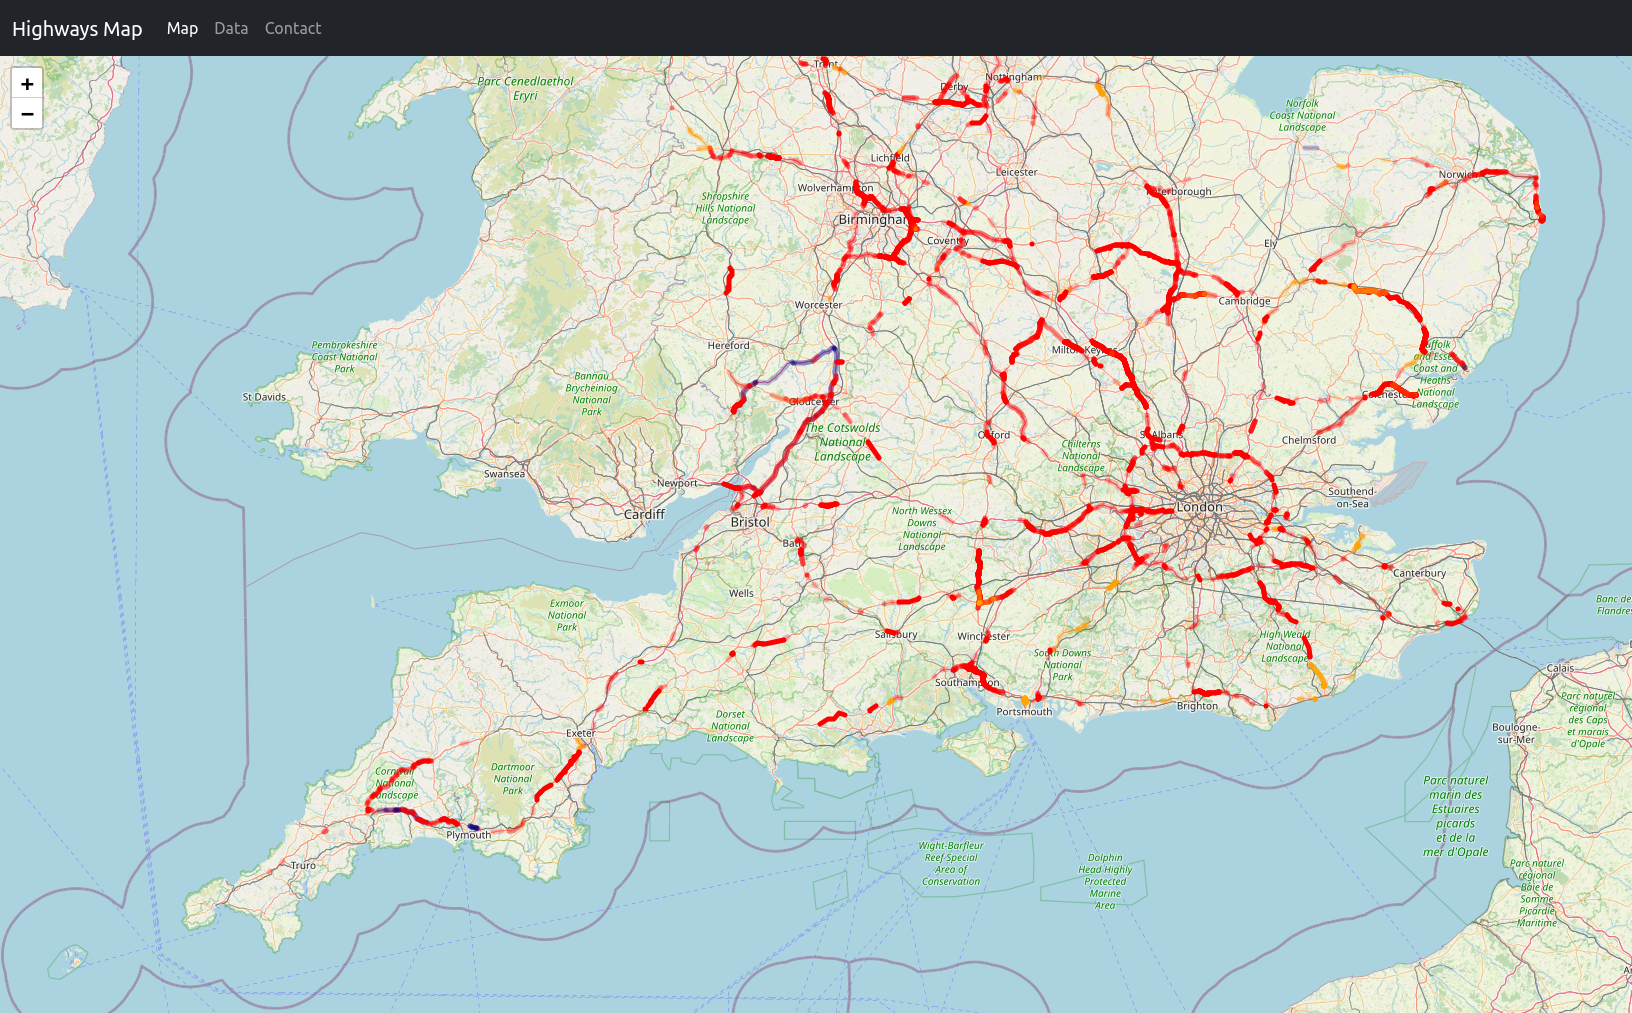 Highways Map Map Data Contact
+
−
Parc Cenedlaethol
Eryri
Trent
Derby
Nottingham
Norfolk
Coast National
Landscape
Lichfield
Leicester
Wolverhampton
Norwich
Shropshire
Hills National
Landscape
Birmingham
Coventry
Ely
Worcester
Cambridge
Hereford
Milton Keynes
Pembrokeshire
Coast National
Park
Bannau
Brycheiniog
National
Park
Suffolk
and Essex
Coast and
Heaths
National
Landscape
St Davids
Gloucester
Colchester
The Cotswolds
National
Landscape
Oxford
St Albans
Chelmsford
Chilterns
National
Landscape
Swansea
Newport
Cardiff
Bristol
North Wessex
Downs
National
Landscape
London
Southend-
on-Sea
Bath
Canterbury
Wells
Exmoor
National
Park
Salisbury
Winchester
High Weald
National
Landscape
South Downs
National
Park
Southampton
Portsmouth
Brighton
Calais
Banc des
Flandres
Parc naturel
régional
des Caps
et marais
d'Opale
Boulogne-
sur-Mer
Dorset
National
Landscape
Exeter
Dartmoor
National
Park
Cornwall
National
Landscape
Plymouth
Truro
Parc naturel
marin des
Estuaires
picards
et de la
mer d'Opale
Wight-Barfleur
Reef Special
Area of
Conservation
Dolphin
Head Highly
Protected
Marine
Area
Parc naturel
régional
Baie de
Somme
Picardie
Maritime